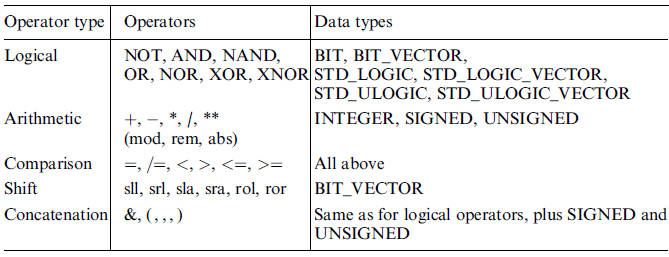 Operator type Operators Data types
Logical NOT, AND, NAND, BIT, BIT_VECTOR,
OR, NOR, XOR, XNOR STD_LOGIC, STD_LOGIC_VECTOR,
STD_ULOGIC, STD_ULOGIC_VECTOR
Arithmetic +, −, *, /, ** INTEGER, SIGNED, UNSIGNED
(mod, rem, abs)
Comparison =, /=, <, >, <=, >= All above
Shift sll, srl, sla, sra, rol, ror BIT_VECTOR
Concatenation &, ( , , , ) Same as for logical operators, plus SIGNED and
UNSIGNED